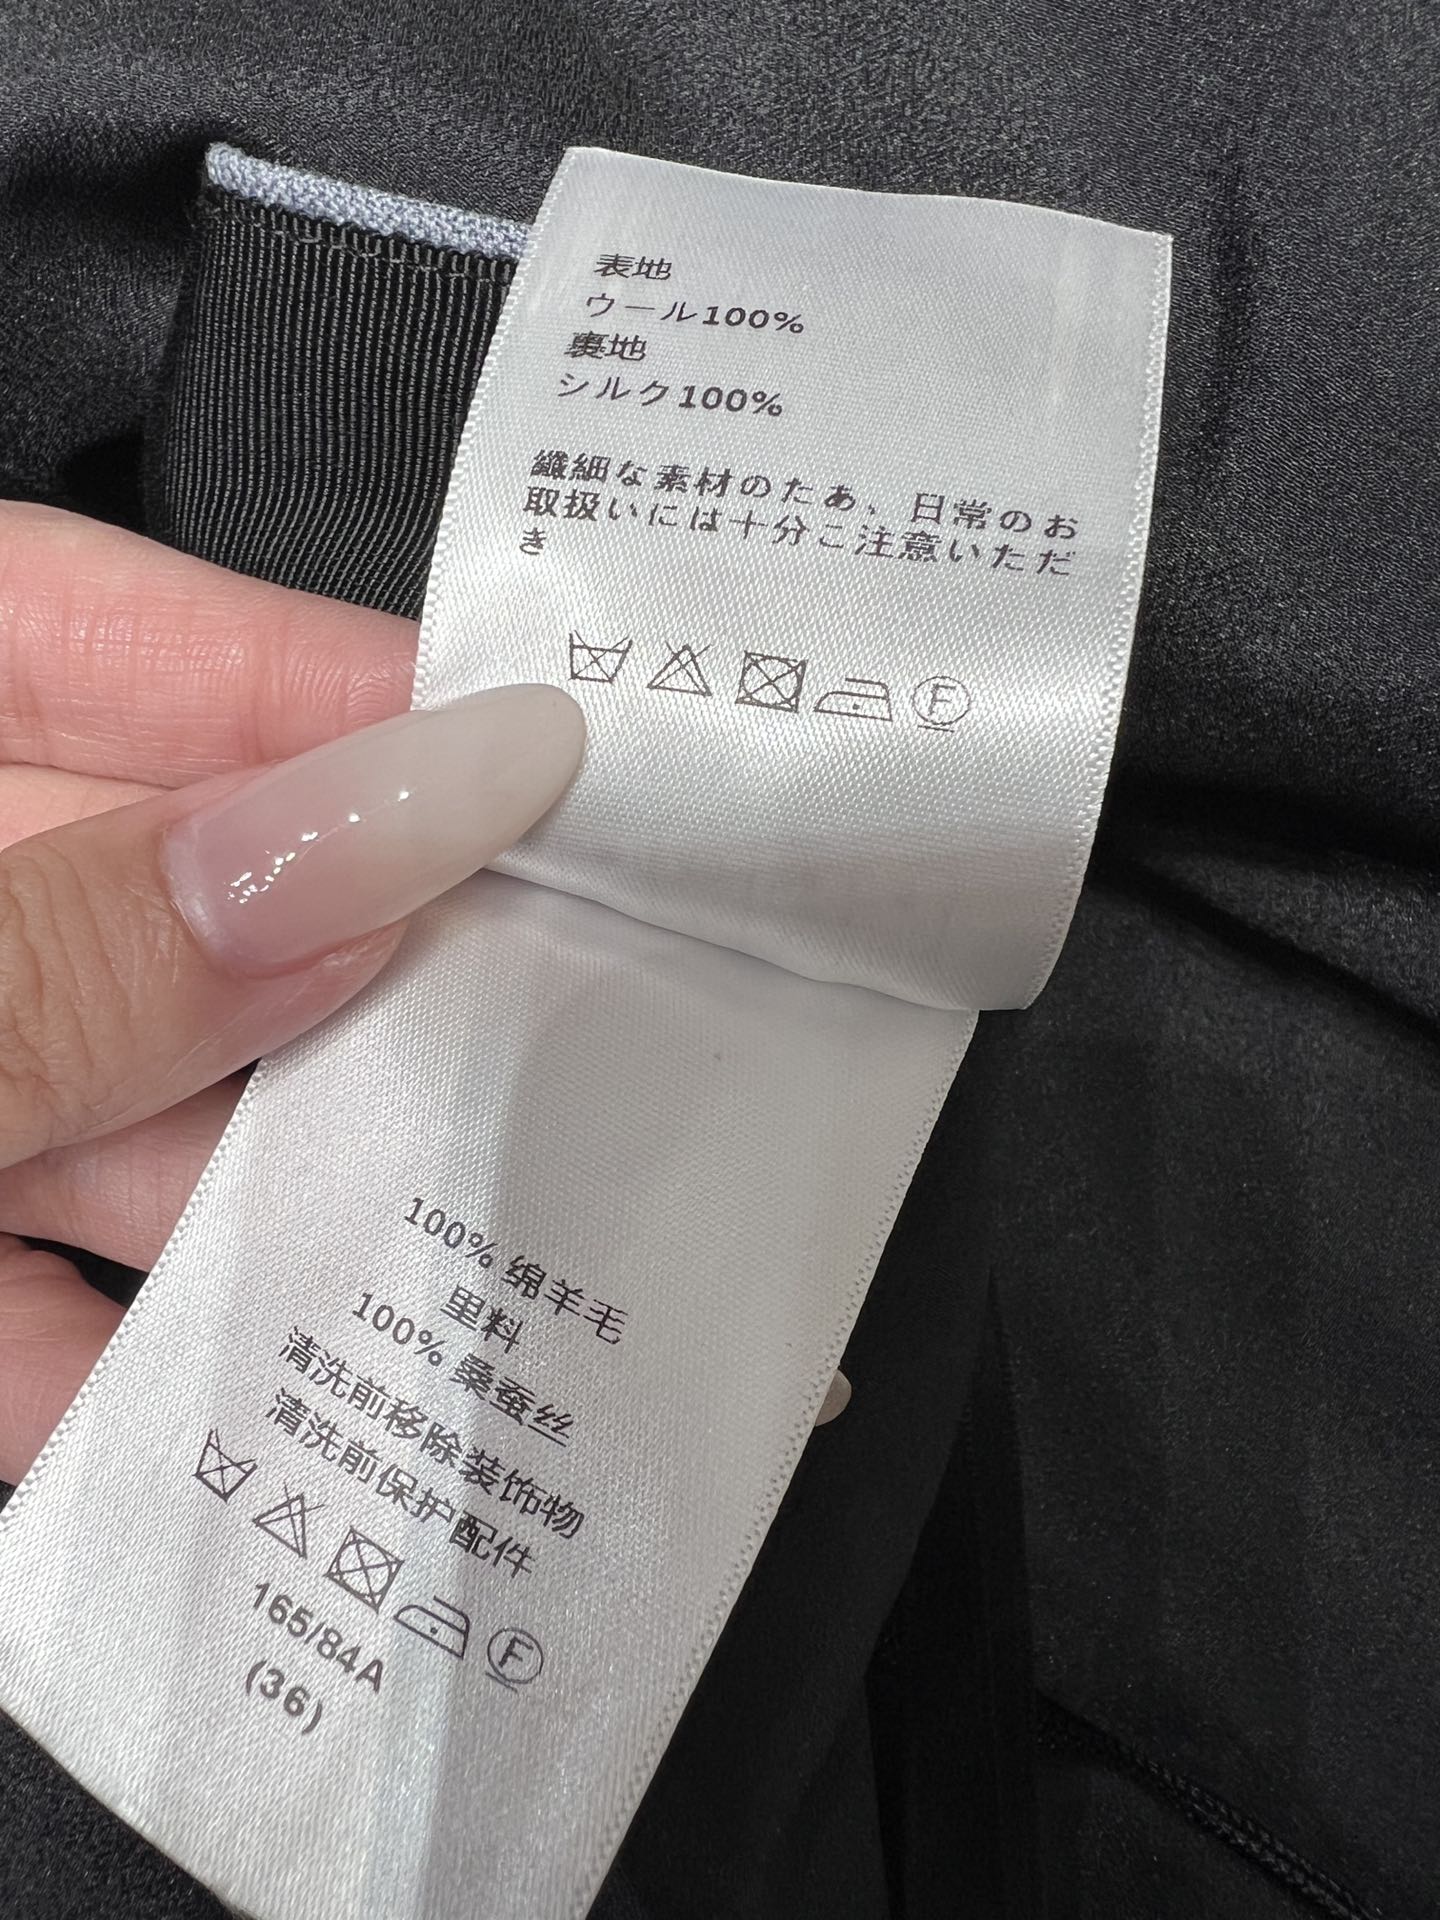 表地
ウール100%
裏地
シルク100%
繊細な素材のたあ、日常のお
取扱いには十分こ注意いただ
き
F
100% 绵羊毛
里料
100% 桑蚕丝
清洗前移除装饰物
清洗前保护配件
F
165/84A
(36)